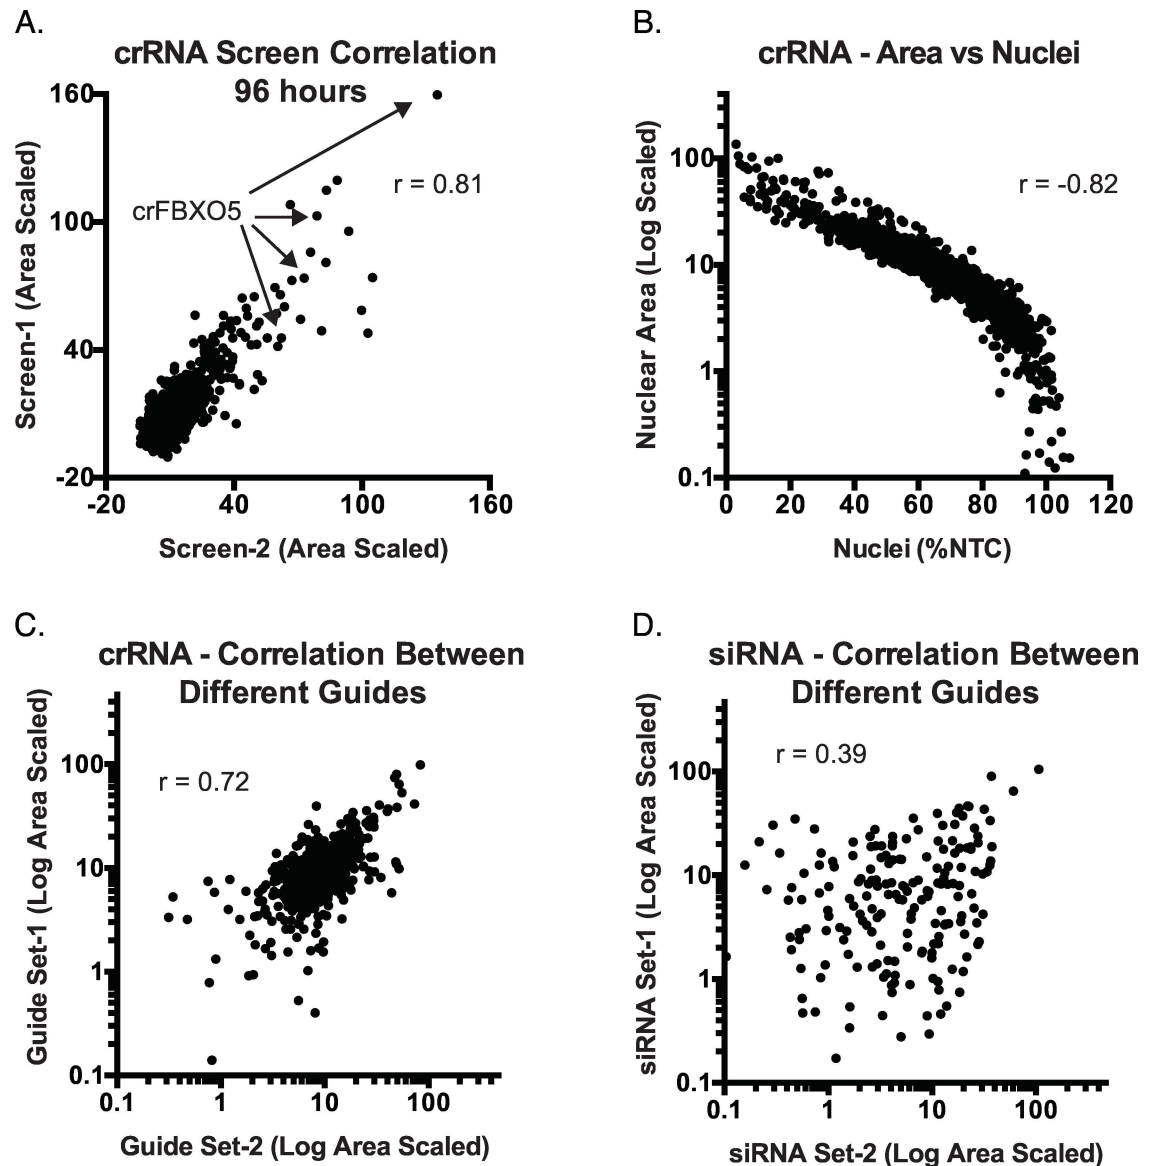 A.
crRNA Screen Correlation
96 hours
160
100
40
-20
-20
40
100
160
r = 0.81
crFBXO5
Screen-1 (Area Scaled)
Screen-2 (Area Scaled)
B.
crRNA - Area vs Nuclei
100
10
1
0.1
0
20
40
60
80
100
120
r = -0.82
Nuclear Area (Log Scaled)
Nuclei (%NTC)
C.
crRNA - Correlation Between
Different Guides
r = 0.72
100
10
1
0.1
0.1
1
10
100
Guide Set-1 (Log Area Scaled)
Guide Set-2 (Log Area Scaled)
D.
siRNA - Correlation Between
Different Guides
r = 0.39
100
10
1
0.1
0.1
1
10
100
siRNA Set-1 (Log Area Scaled)
siRNA Set-2 (Log Area Scaled)